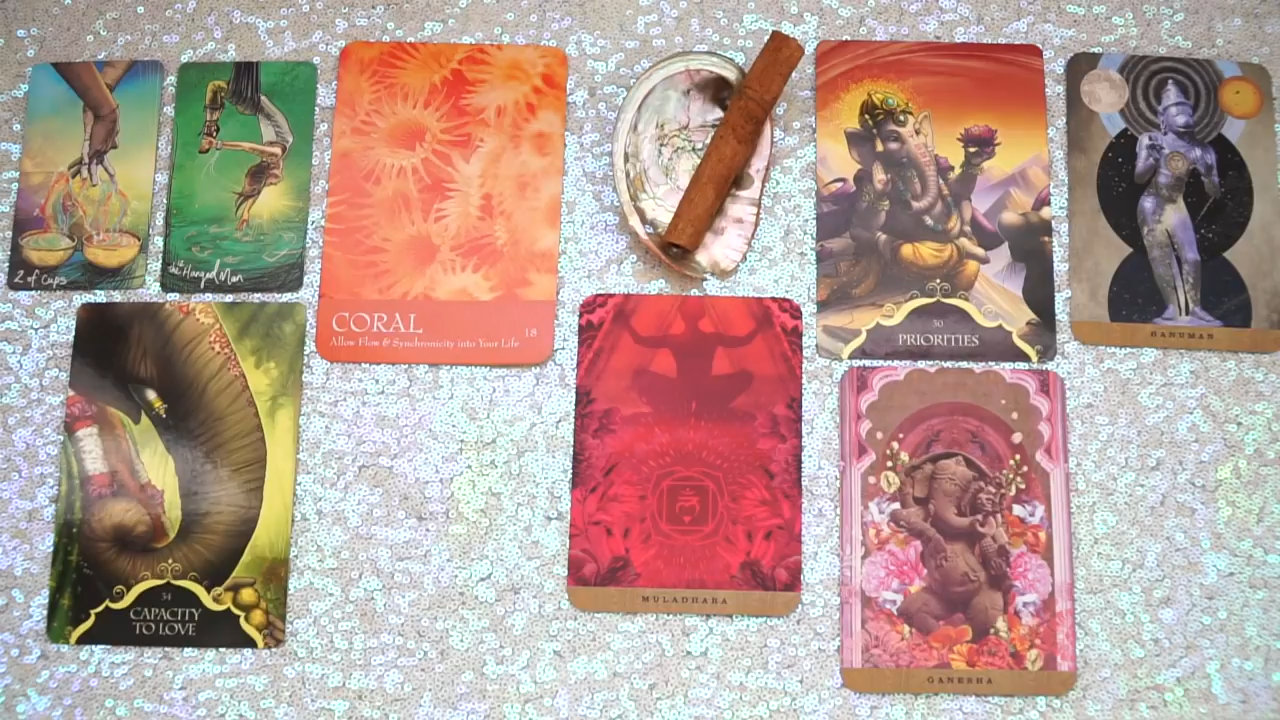 2 of Cups
12
the Hanged Man
CORAL
18
Allow Flow & Synchronicity into Your Life
30
PRIORITIES
HANUMAN
34
CAPACITY
TO LOVE
लं
MULADHARA
GANESHA